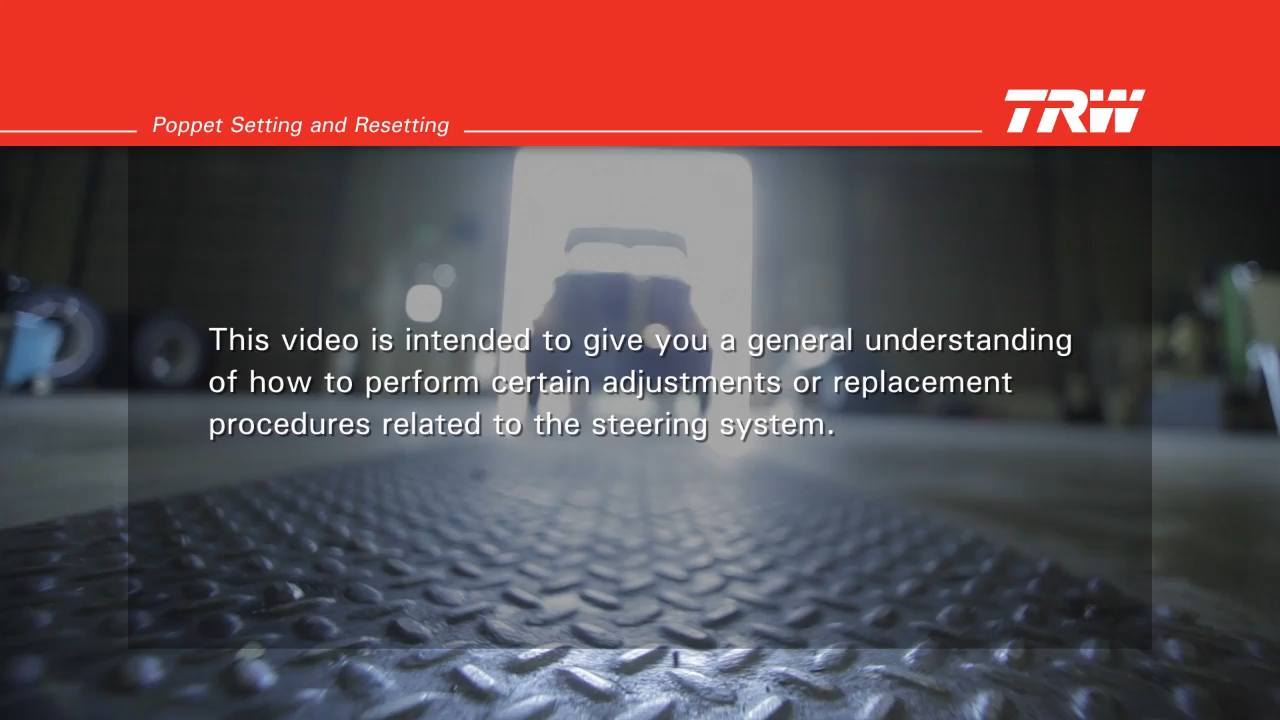 Poppet Setting and Resetting
TRW
This video is intended to give you a general understanding
of how to perform certain adjustments or replacement
procedures related to the steering system.